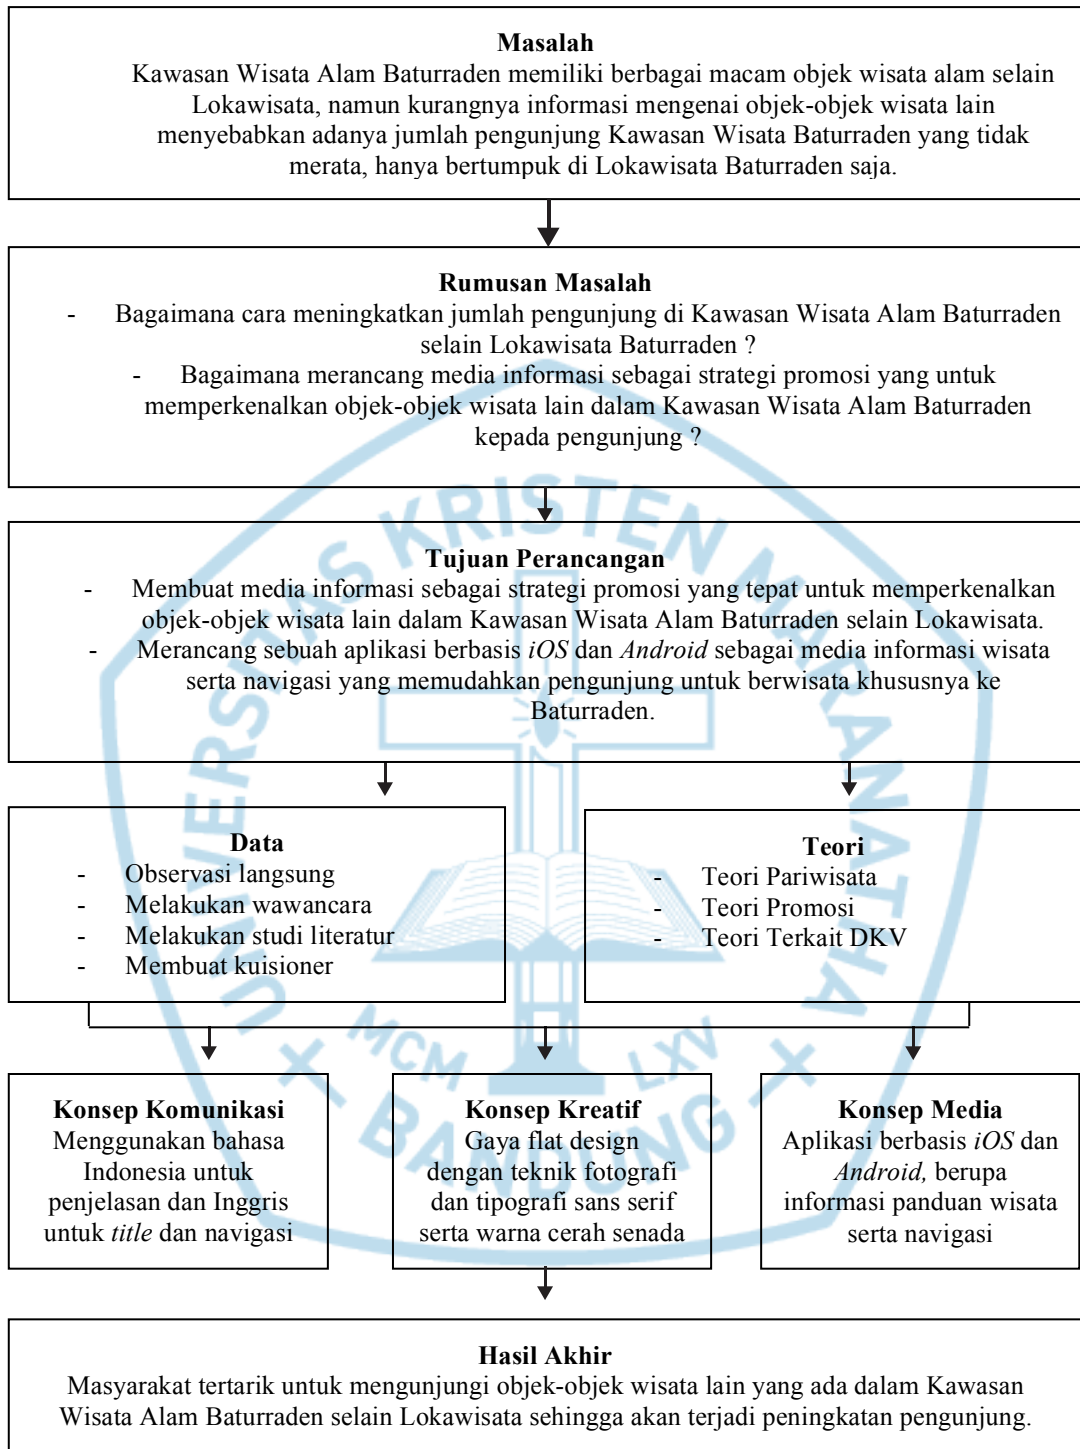 Masalah
Kawasan Wisata Alam Baturraden memiliki berbagai macam objek wisata alam selain
Lokawisata, namun kurangnya informasi mengenai objek-objek wisata lain
menyebabkan adanya jumlah pengunjung Kawasan Wisata Baturraden yang tidak
merata, hanya bertumpuk di Lokawisata Baturraden saja.
Rumusan Masalah
- Bagaimana cara meningkatkan jumlah pengunjung di Kawasan Wisata Alam Baturraden
selain Lokawisata Baturraden ?
- Bagaimana merancang media informasi sebagai strategi promosi yang untuk
memperkenalkan objek-objek wisata lain dalam Kawasan Wisata Alam Baturraden
kepada pengunjung ?
Tujuan Perancangan
- Membuat media informasi sebagai strategi promosi yang tepat untuk memperkenalkan
objek-objek wisata lain dalam Kawasan Wisata Alam Baturraden selain Lokawisata.
- Merancang sebuah aplikasi berbasis iOS dan Android sebagai media informasi wisata
serta navigasi yang memudahkan pengunjung untuk berwisata khususnya ke
Baturraden.
Data
- Observasi langsung
- Melakukan wawancara
- Melakukan studi literatur
- Membuat kuisioner
Teori
- Teori Pariwisata
- Teori Promosi
- Teori Terkait DKV
Konsep Komunikasi
Menggunakan bahasa
Indonesia untuk
penjelasan dan Inggris
untuk title dan navigasi
Konsep Kreatif
Gaya flat design
dengan teknik fotografi
dan tipografi sans serif
serta warna cerah senada
Konsep Media
Aplikasi berbasis iOS dan
Android, berupa
informasi panduan wisata
serta navigasi
Hasil Akhir
Masyarakat tertarik untuk mengunjungi objek-objek wisata lain yang ada dalam Kawasan
Wisata Alam Baturraden selain Lokawisata sehingga akan terjadi peningkatan pengunjung.
UNIVERSITAS KRISTEN MARANATHA
MCM LXV
BANDUNG